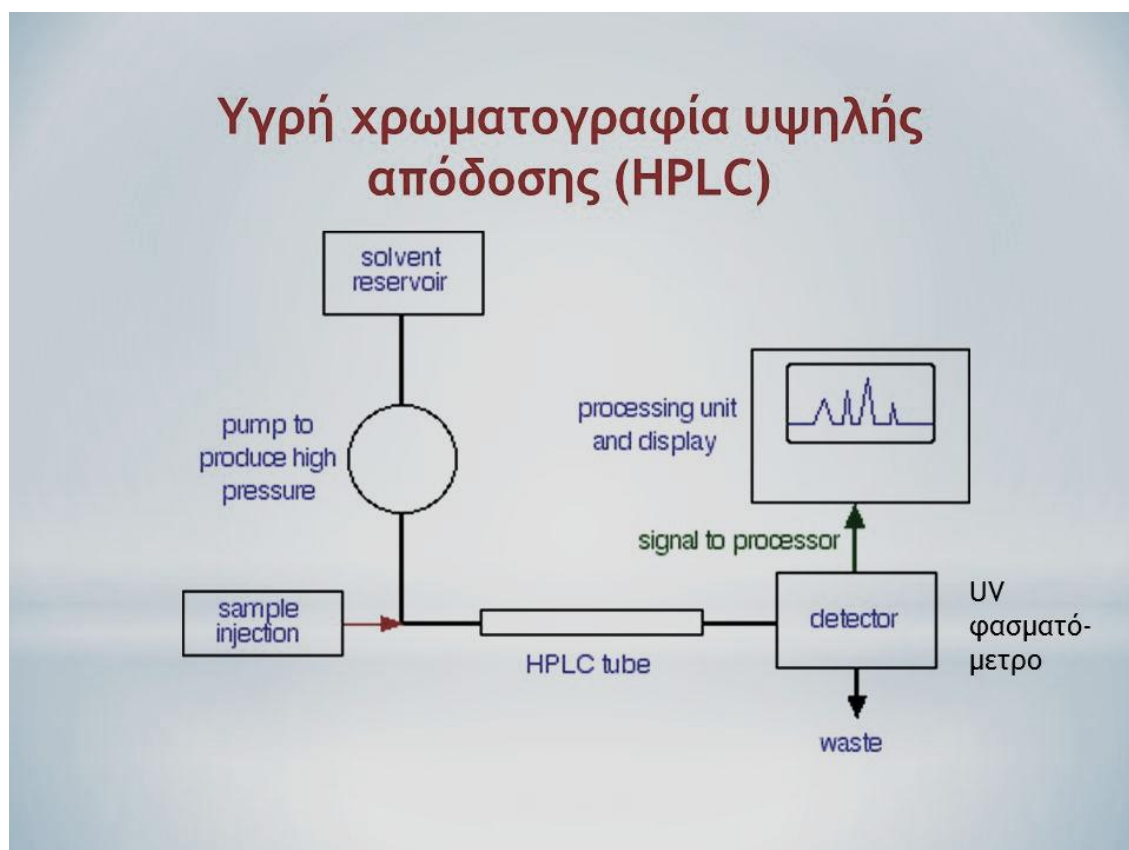 Υγρή χρωματογραφία υψηλής
απόδοσης (HPLC)
solvent
reservoir
pump to
produce high
pressure
processing unit
and display
signal to processor
sample
injection
HPLC tube
detector
UV
φασματό-
μετρο
waste